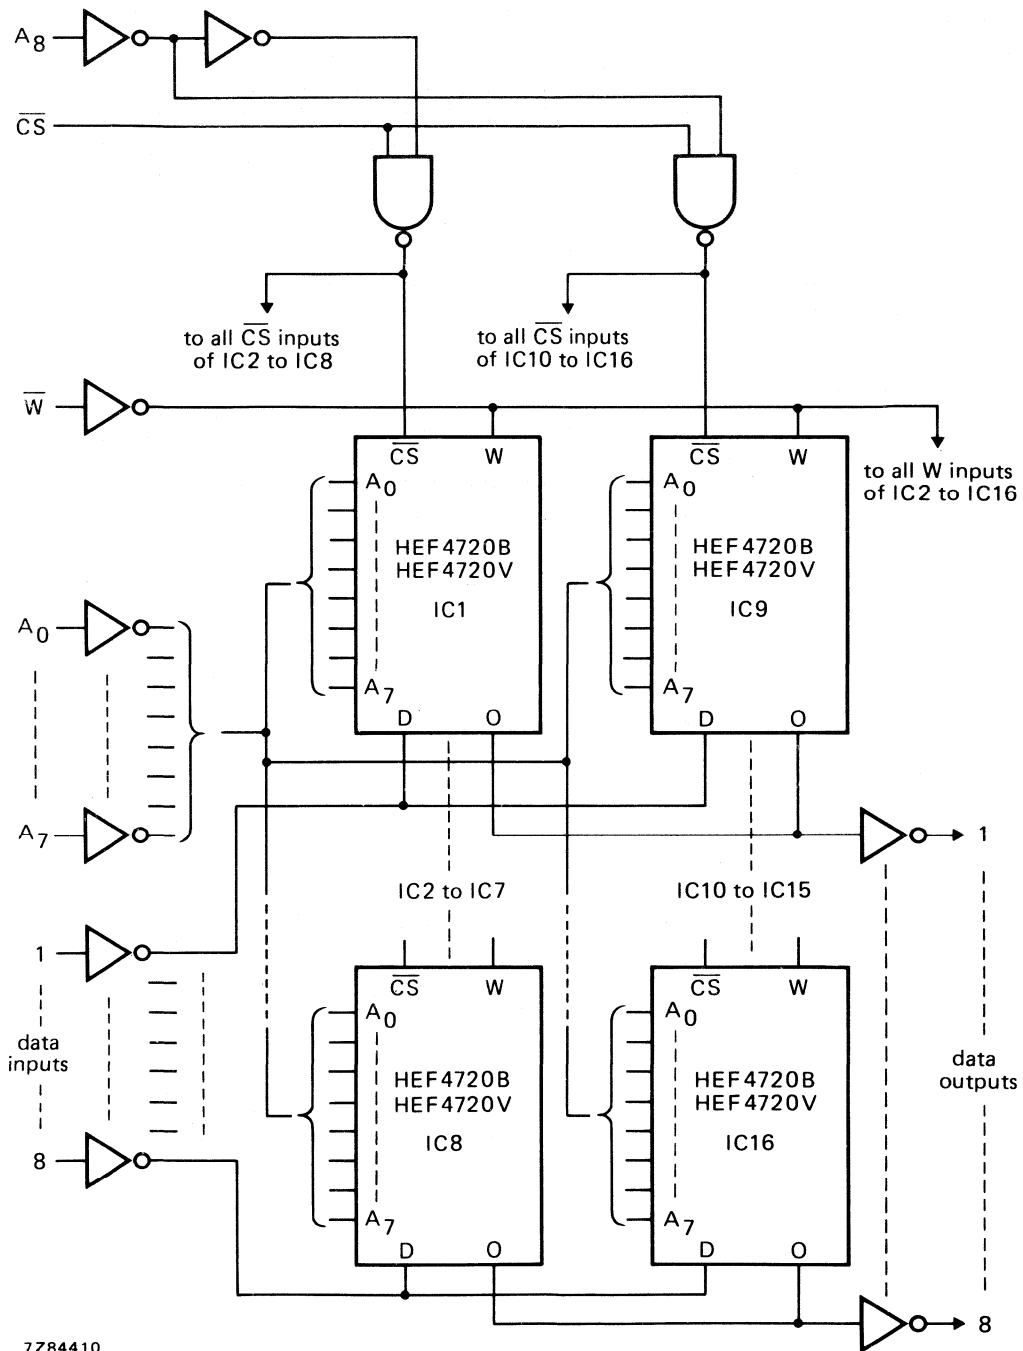 A8
CS
to all CS inputs
of IC2 to IC8
to all CS inputs
of IC10 to IC16
W
CS W
CS W
to all W inputs
of IC2 to IC16
A0
HEF4720B
HEF4720V
IC1
A7
D O
A0
HEF4720B
HEF4720V
IC9
A7
D O
A0
A7
1
IC2 to IC7
IC10 to IC15
1
data
inputs
8
CS W
A0
HEF4720B
HEF4720V
IC8
A7
D O
CS W
A0
HEF4720B
HEF4720V
IC16
A7
D O
data
outputs
8
7Z84410